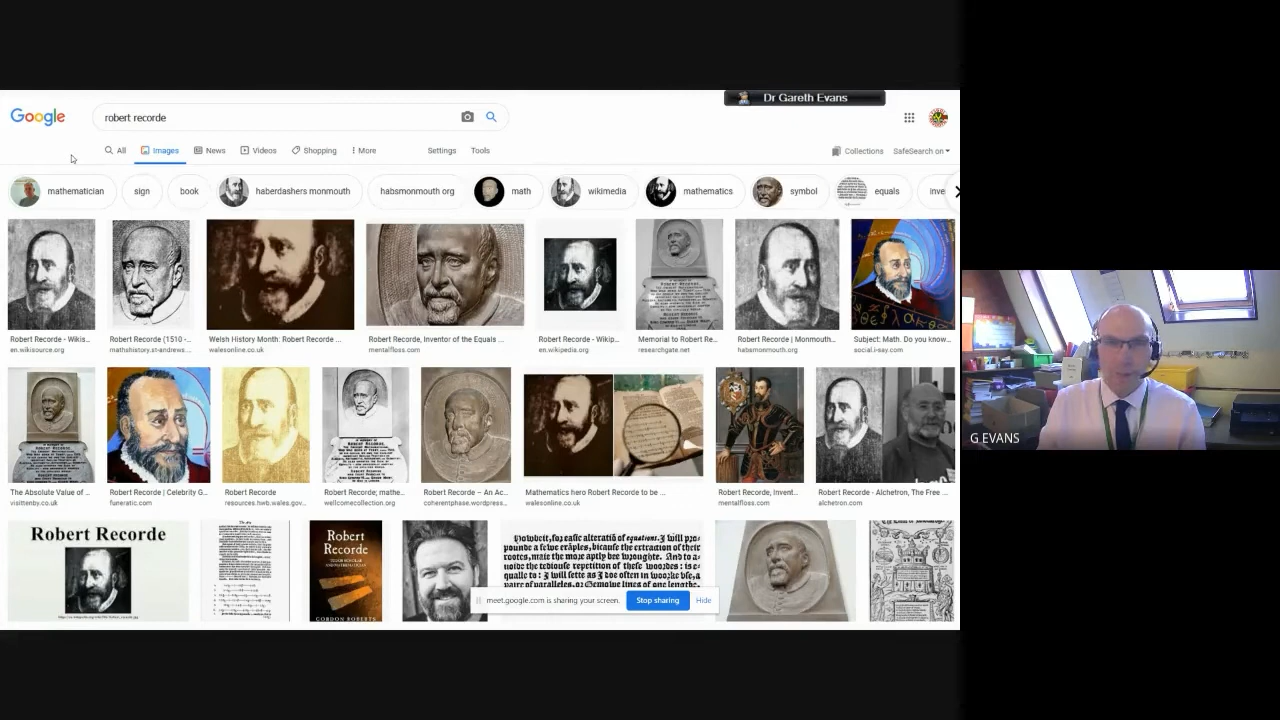 Dr Gareth Evans
Google
robert recorde
All
Images
News
Videos
Shopping
More
Settings
Tools
Collections
SafeSearch on
mathematician
sign
book
haberdashers monmouth
habsmonmouth org
math
wikimedia
mathematics
symbol
equals
inve
Robert Recorde - Wikis...
en.wikisource.org
Robert Recorde (1510 -...
mathshistory.st-andrews...
Welsh History Month: Robert Recorde ...
walesonline.co.uk
Robert Recorde, Inventor of the Equals ...
mentalfloss.com
Robert Recorde - Wikip...
en.wikipedia.org
Memorial to Robert Re...
researchgate.net
Robert Recorde | Monmouth...
habsmonmouth.org
Subject: Math. Do you know...
social.i-say.com
G EVANS
The Absolute Value of ...
visittenby.co.uk
Robert Recorde | Celebrity G...
funeratic.com
Robert Recorde
resources.hwb.wales.gov...
Robert Recorde; mathe...
wellcomecollection.org
Robert Recorde – An Ac...
coherentphase.wordpress...
Mathematics hero Robert Recorde to be ...
walesonline.co.uk
Robert Recorde, Invent...
mentalfloss.com
Robert Recorde - Alchetron, The Free ...
alchetron.com
Robert Recorde
Robert
Recorde
GORDON ROBERTS
meet.google.com is sharing your screen.
Stop sharing
Hide